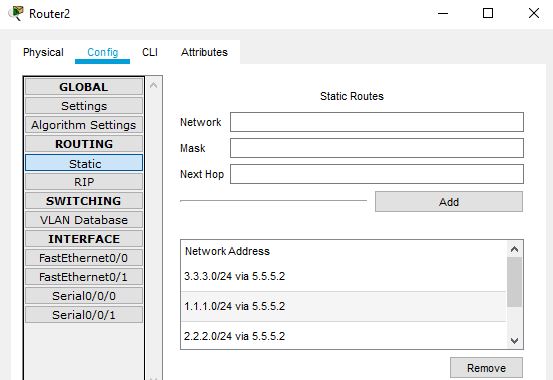 Router2
Physical Config CLI Attributes
GLOBAL
Settings
Algorithm Settings
ROUTING
Static
RIP
SWITCHING
VLAN Database
INTERFACE
FastEthernet0/0
FastEthernet0/1
Serial0/0/0
Serial0/0/1
Static Routes
Network
Mask
Next Hop
Add
Network Address
3.3.3.0/24 via 5.5.5.2
1.1.1.0/24 via 5.5.5.2
2.2.2.0/24 via 5.5.5.2
Remove